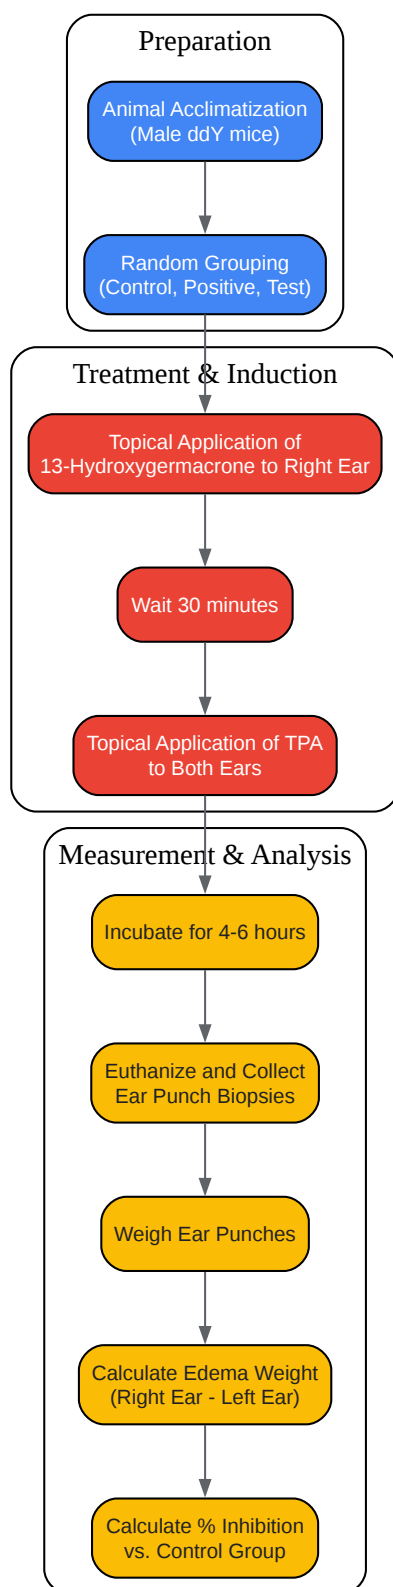 Preparation
Animal Acclimatization
(Male ddY mice)
Random Grouping
(Control, Positive, Test)
Treatment & Induction
Topical Application of
13-Hydroxygermacrone to Right Ear
Wait 30 minutes
Topical Application of TPA
to Both Ears
Measurement & Analysis
Incubate for 4-6 hours
Euthanize and Collect
Ear Punch Biopsies
Weigh Ear Punches
Calculate Edema Weight
(Right Ear - Left Ear)
Calculate % Inhibition
vs. Control Group